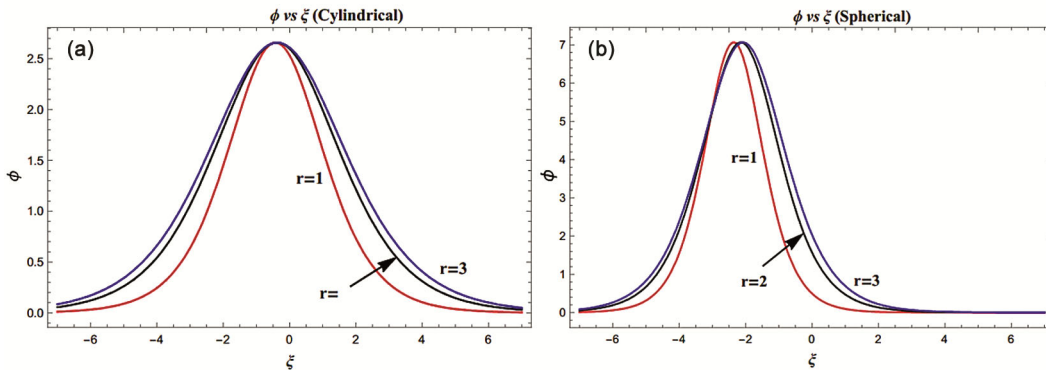 ϕ vs ξ (Cylindrical)
(a)
2.5
2.0
1.5
1.0
0.5
0.0
ϕ
r=1
r=
r=3
−6 −4 −2 0 2 4 6
ξ
ϕ vs ξ (Spherical)
(b)
7
6
5
4
3
2
1
0
ϕ
r=1
r=2
r=3
−6 −4 −2 0 2 4 6
ξ